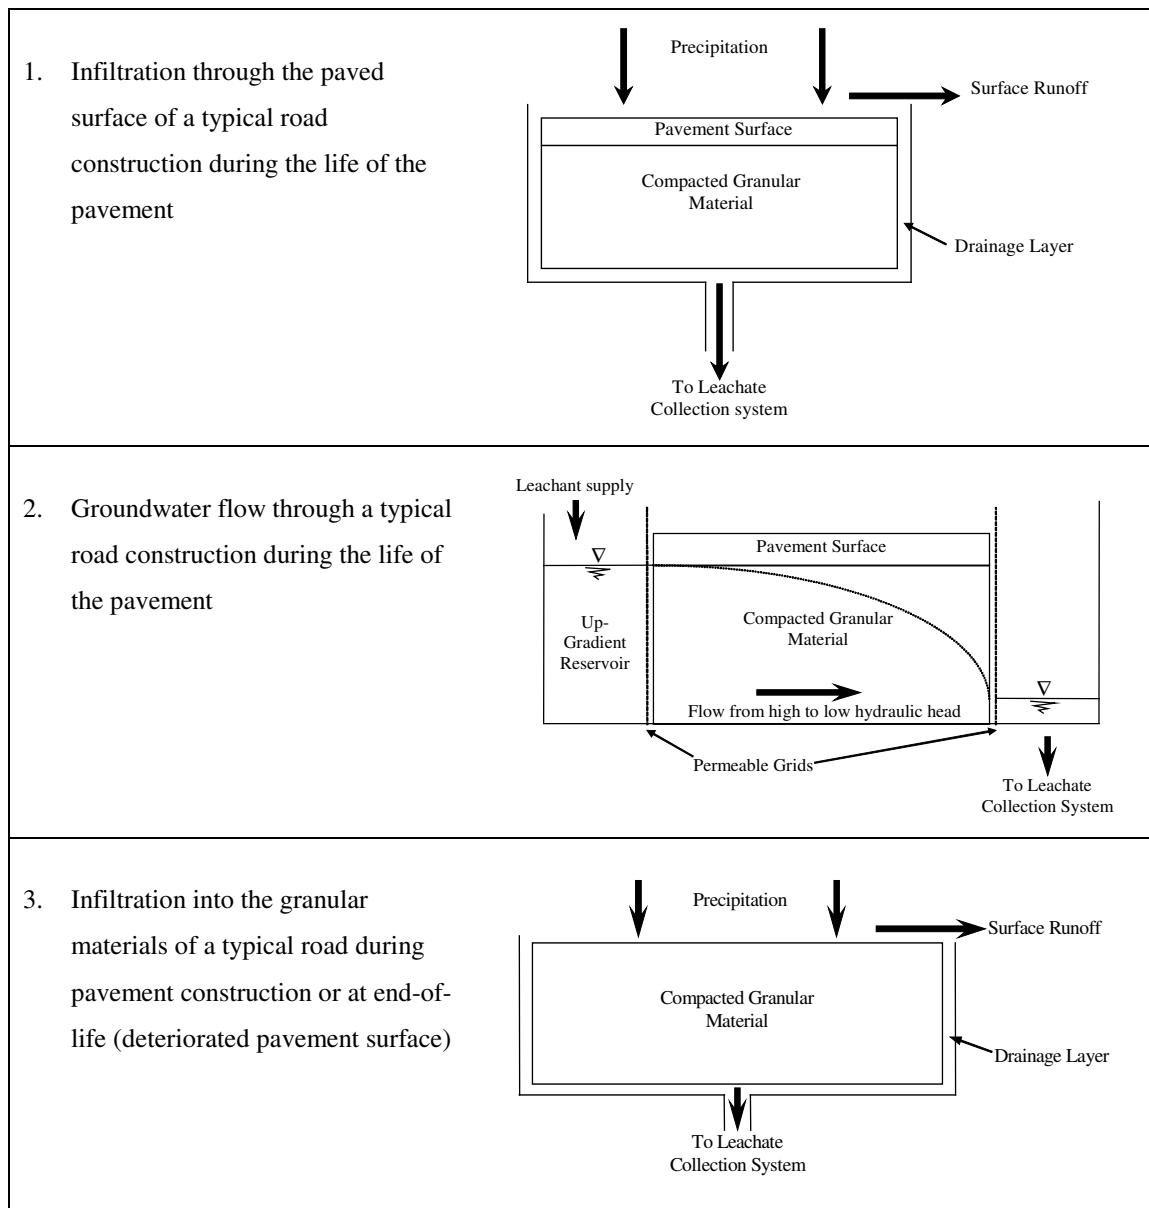 1. Infiltration through the paved
surface of a typical road
construction during the life of the
pavement
Precipitation
Surface Runoff
Pavement Surface
Compacted Granular
Material
Drainage Layer
To Leachate
Collection system
2. Groundwater flow through a typical
road construction during the life of
the pavement
Leachant supply
Pavement Surface
Up-
Gradient
Reservoir
Compacted Granular
Material
Flow from high to low hydraulic head
Permeable Grids
To Leachate
Collection System
3. Infiltration into the granular
materials of a typical road during
pavement construction or at end-of-
life (deteriorated pavement surface)
Precipitation
Surface Runoff
Compacted Granular
Material
Drainage Layer
To Leachate
Collection System